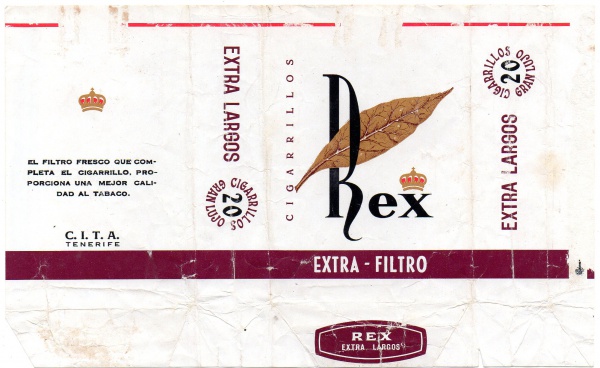 EL FILTRO FRESCO QUE COM-
PLETA EL CIGARRILLO, PRO-
PORCIONA UNA MEJOR CALI-
DAD AL TABACO.
C. I. T. A.
TENERIFE
EXTRA LARGOS
20
CIGARRILLOS
GRAN LUJO
CIGARRILLOS
Rex
EXTRA - FILTRO
20
CIGARRILLOS
GRAN LUJO
EXTRA LARGOS
REX
EXTRA LARGOS